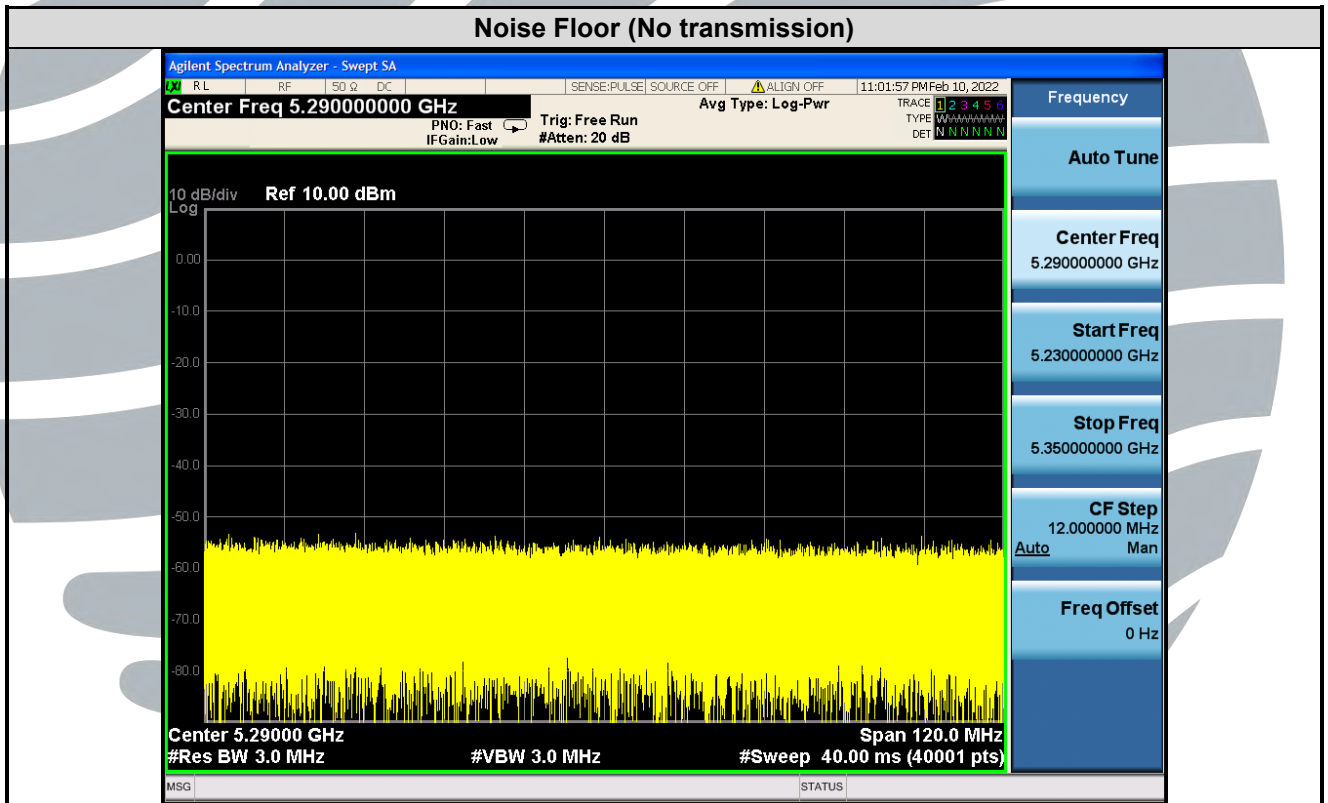 Noise Floor (No transmission)
Agilent Spectrum Analyzer - Swept SA
LXI RL RF 50 Ω DC SENSE:PULSE SOURCE OFF ALIGN OFF 11:01:57 PM Feb 10, 2022
Center Freq 5.290000000 GHz
PNO: Fast
IFGain:Low
Trig: Free Run
#Atten: 20 dB
Avg Type: Log-Pwr
TRACE 1 2 3 4 5 6
TYPE WWWWWW
DET N N N N N N
Frequency
Auto Tune
Center Freq
5.290000000 GHz
Start Freq
5.230000000 GHz
Stop Freq
5.350000000 GHz
CF Step
12.000000 MHz
Auto Man
Freq Offset
0 Hz
10 dB/div Ref 10.00 dBm
Log
0.00
-10.0
-20.0
-30.0
-40.0
-50.0
-60.0
-70.0
-80.0
Center 5.29000 GHz Span 120.0 MHz
#Res BW 3.0 MHz #VBW 3.0 MHz #Sweep 40.00 ms (40001 pts)
MSG STATUS